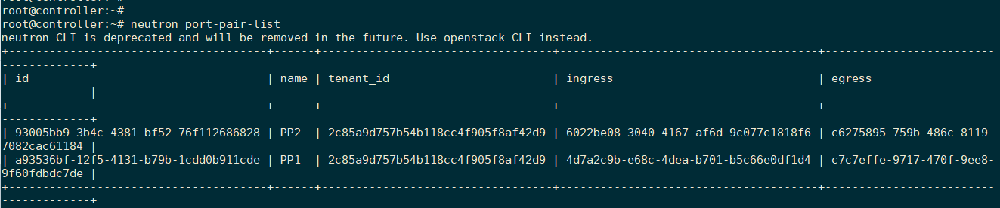 root@controller:~#
root@controller:~#
root@controller:~# neutron port-pair-list
neutron CLI is deprecated and will be removed in the future. Use openstack CLI instead.
+--------------------------------------+------+----------------------------------+--------------------------------------+-------------------------
-------------+
| id                                   | name | tenant_id                        | ingress                              | egress
             |
+--------------------------------------+------+----------------------------------+--------------------------------------+-------------------------
-------------+
| 93005bb9-3b4c-4381-bf52-76f112686828 | PP2  | 2c85a9d757b54b118cc4f905f8af42d9 | 6022be08-3040-4167-af6d-9c077c1818f6 | c6275895-759b-486c-8119-
7082cac61184 |
| a93536bf-12f5-4131-b79b-1cdd0b911cde | PP1  | 2c85a9d757b54b118cc4f905f8af42d9 | 4d7a2c9b-e68c-4dea-b701-b5c66e0df1d4 | c7c7effe-9717-470f-9ee8-
9f60fdbdc7de |
+--------------------------------------+------+----------------------------------+--------------------------------------+-------------------------
-------------+